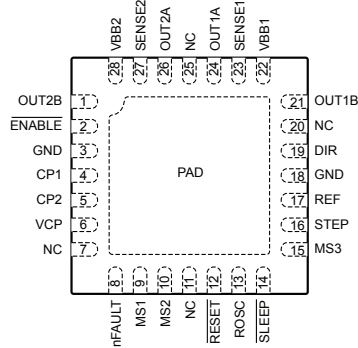 VBB2
SENSE2
OUT2A
NC
OUT1A
SENSE1
VBB1
28
27
26
25
24
23
22
OUT2B 1
ENABLE 2
GND 3
CP1 4
CP2 5
VCP 6
NC 7
PAD
21 OUT1B
20 NC
19 DIR
18 GND
17 REF
16 STEP
15 MS3
8
9
10
11
12
13
14
nFAULT
MS1
MS2
NC
RESET
ROSC
SLEEP